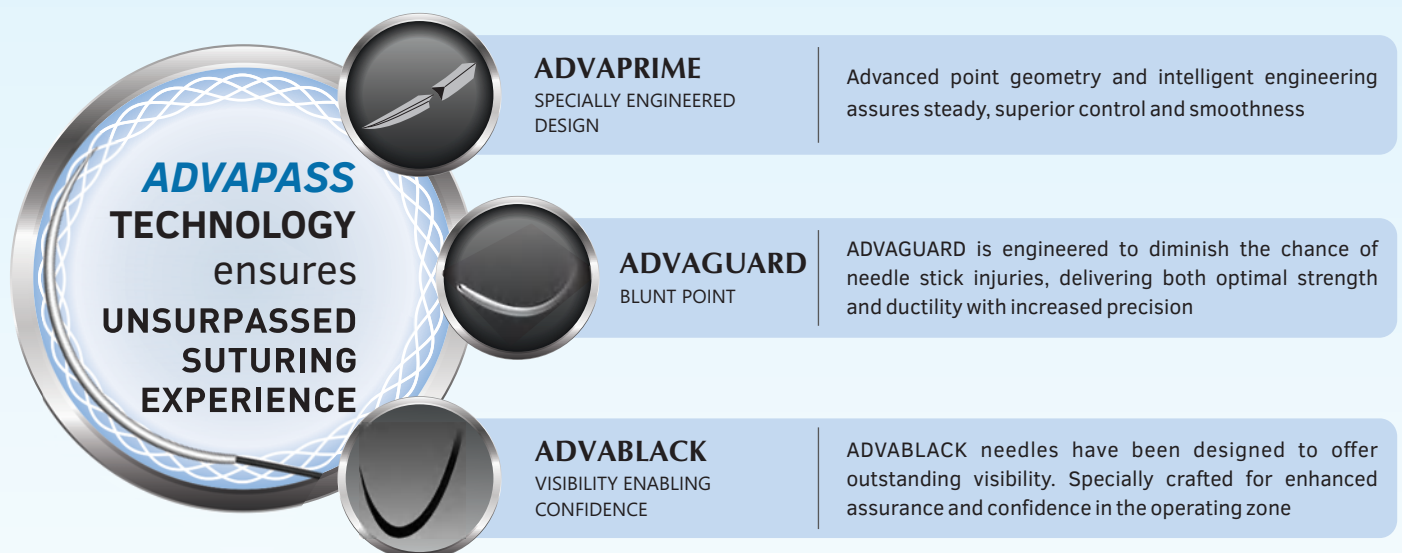 ADVAPASS
TECHNOLOGY
ensures
UNSURPASSED
SUTURING
EXPERIENCE
ADVAPRIME
SPECIALLY ENGINEERED
DESIGN
Advanced point geometry and intelligent engineering
assures steady, superior control and smoothness
ADVAGUARD
BLUNT POINT
ADVAGUARD is engineered to diminish the chance of
needle stick injuries, delivering both optimal strength
and ductility with increased precision
ADVABLACK
VISIBILITY ENABLING
CONFIDENCE
ADVABLACK needles have been designed to offer
outstanding visibility. Specially crafted for enhanced
assurance and confidence in the operating zone